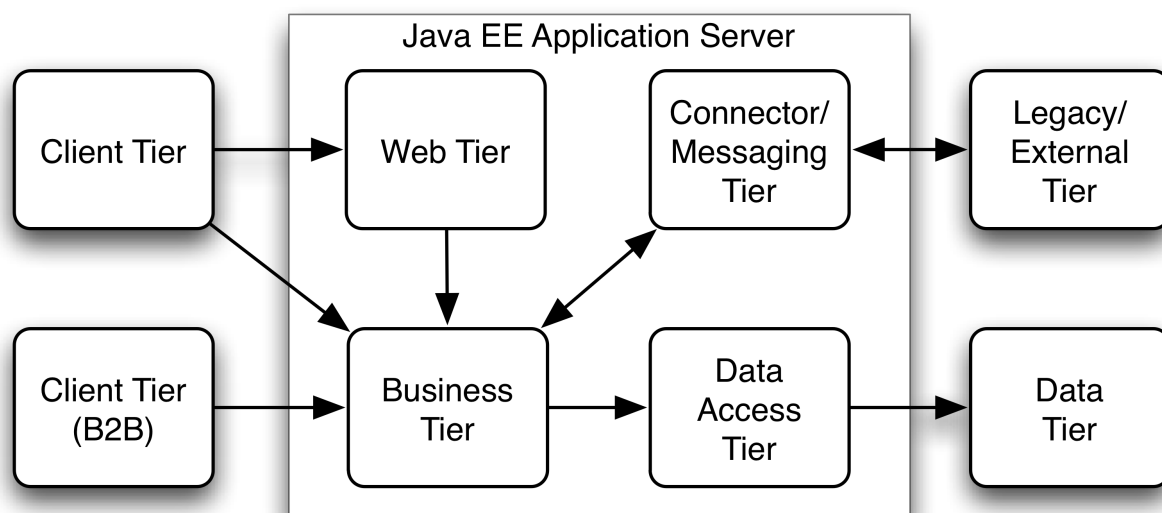 Java EE Application Server
Client Tier
Web Tier
Connector/
Messaging
Tier
Legacy/
External
Tier
Client Tier
(B2B)
Business
Tier
Data
Access
Tier
Data
Tier